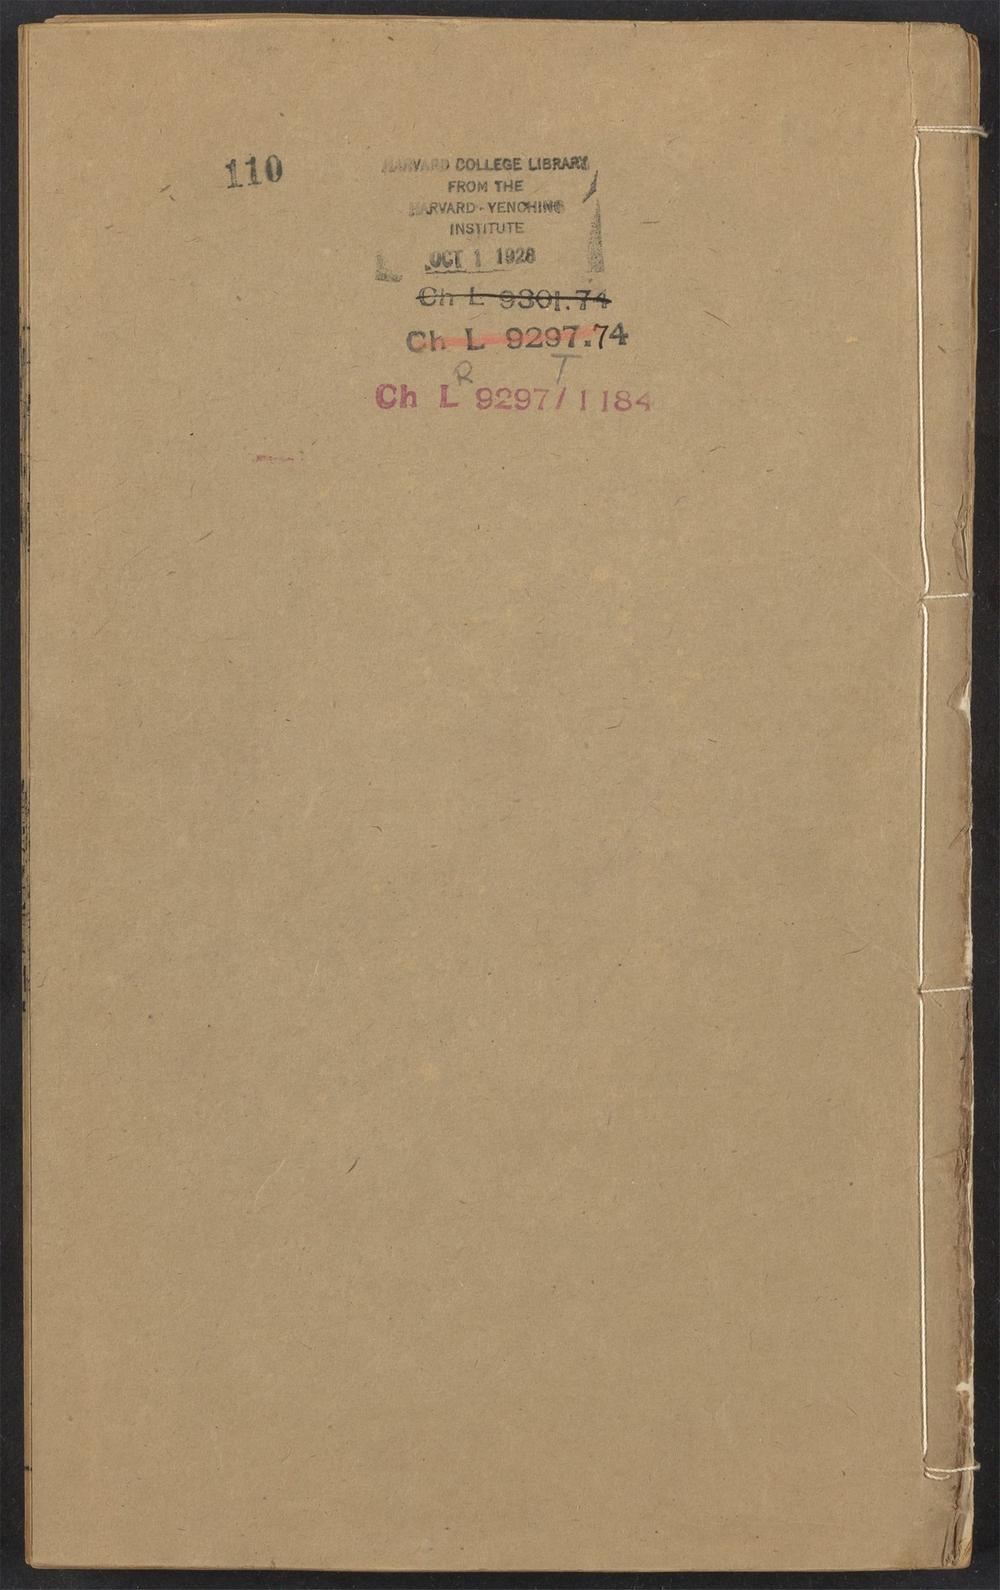 110
HARVARD COLLEGE LIBRARY
FROM THE
HARVARD-YENCHING
INSTITUTE
OCT 1 1928
Ch L 9301.74
Ch L 9297.74
R T
Ch L 9297/1184